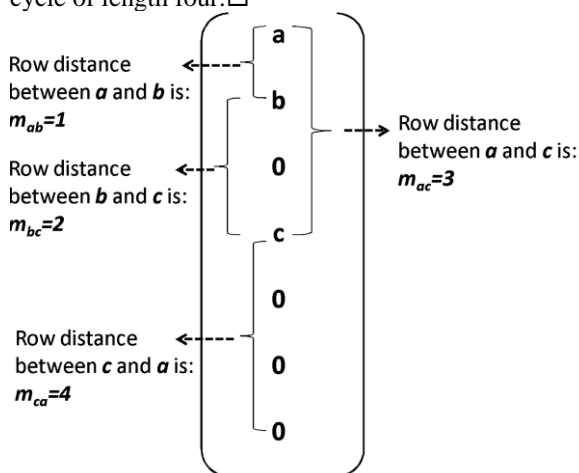 cycle of length four.□
Row distance
between a and b is:
m_ab=1
Row distance
between b and c is:
m_bc=2
Row distance
between c and a is:
m_ca=4
a
b
0
c
0
0
0
Row distance
between a and c is:
m_ac=3